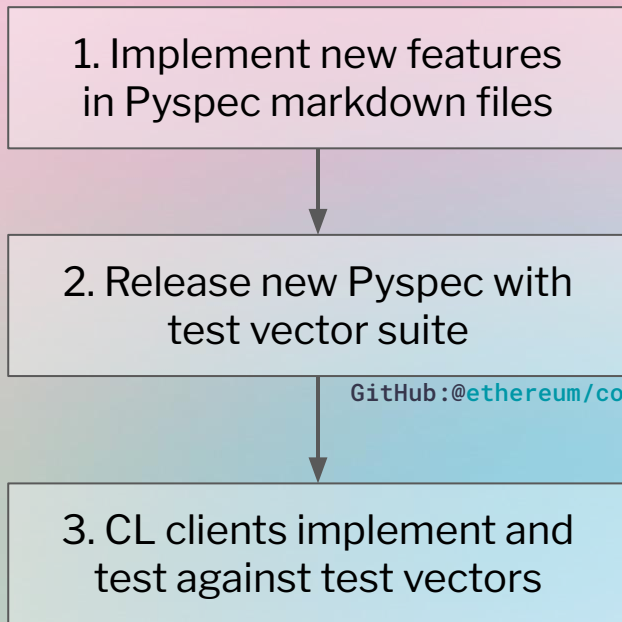 1. Implement new features
in Pyspec markdown files
2. Release new Pyspec with
test vector suite
GitHub:@ethereum/co
3. CL clients implement and
test against test vectors